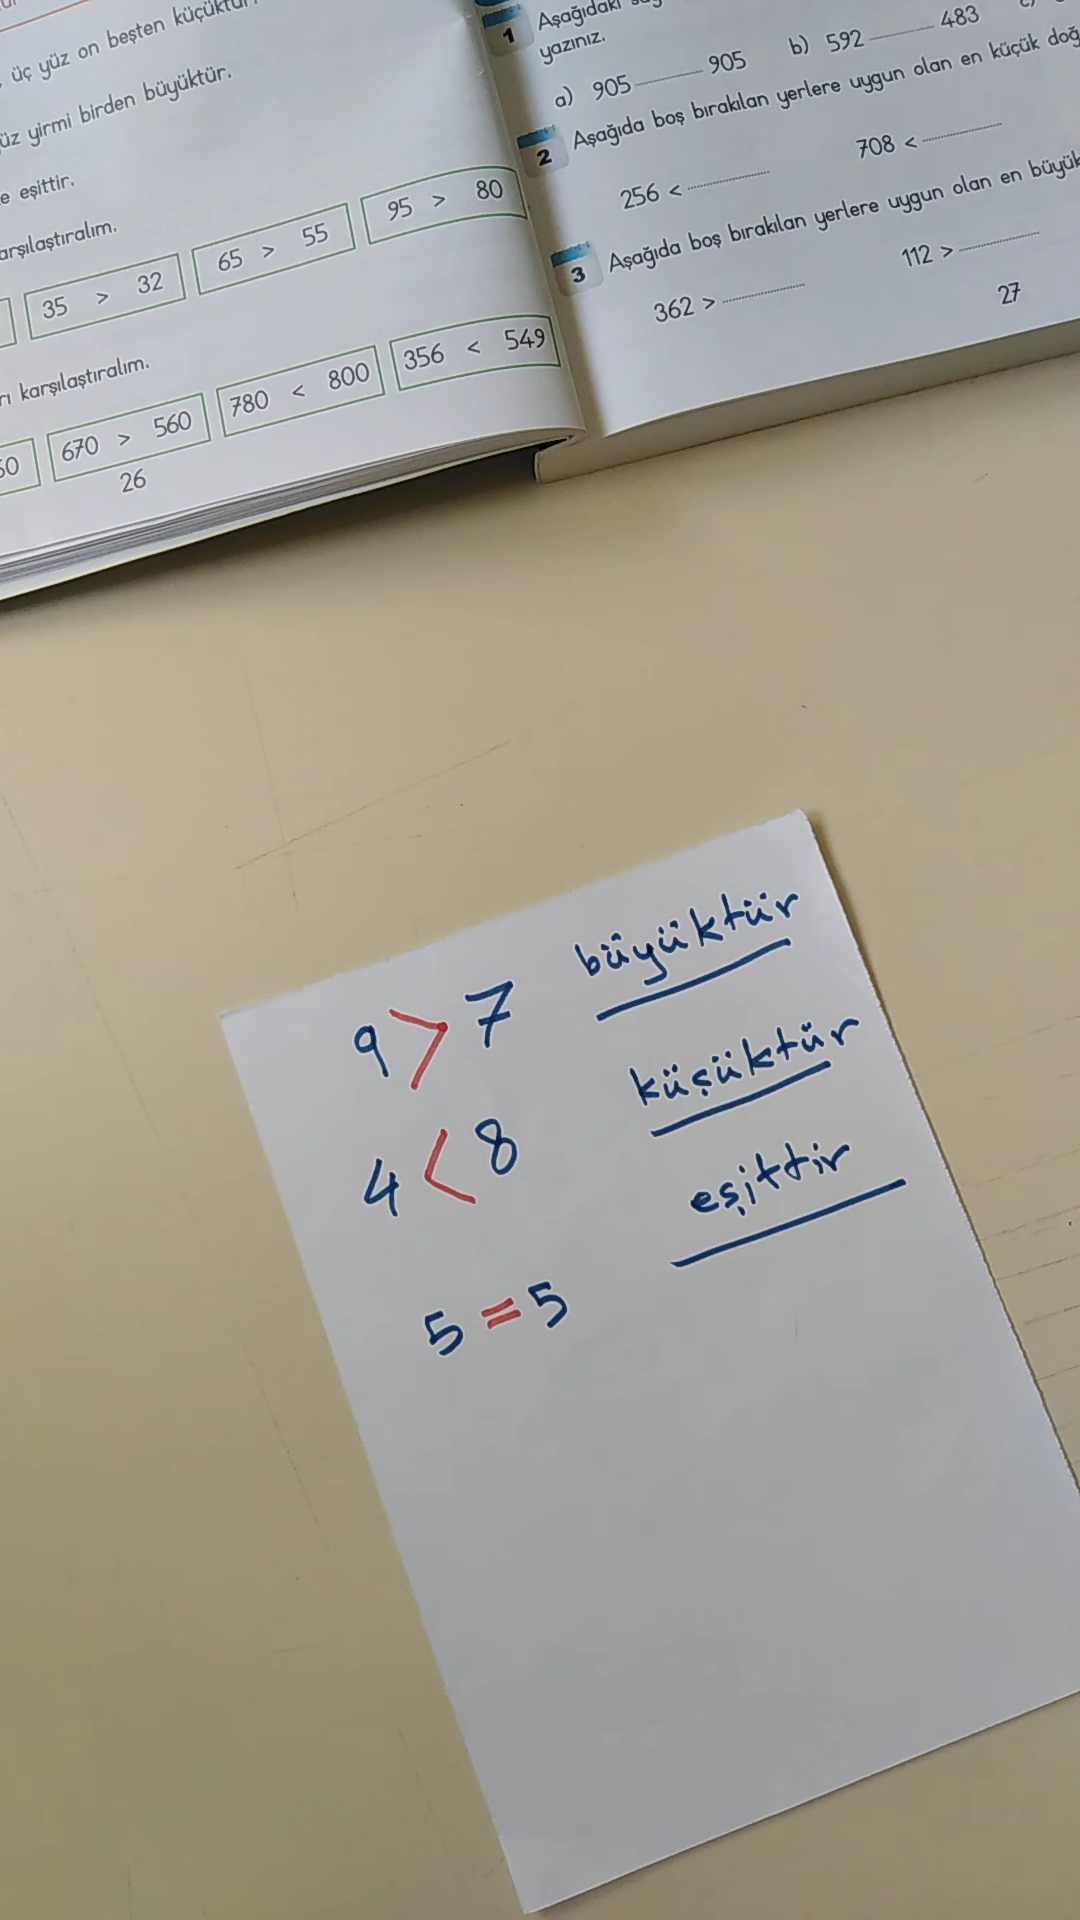 üç yüz on beşten küçüktür.
yirmi birden büyüktür.
eşittir.
35 > 32
65 > 55
95 > 80
karşılaştıralım.
670 > 560
780 < 800
356 < 549
26
1 Aşağıdaki
yazınız.
a) 905 905 b) 592 483
2 Aşağıda boş bırakılan yerlere uygun olan en küçük
256 < 708 <
3 Aşağıda boş bırakılan yerlere uygun olan en
362 > 112 >
27
9 > 7 büyüktür
4 < 8 küçüktür
5 = 5 eşittir